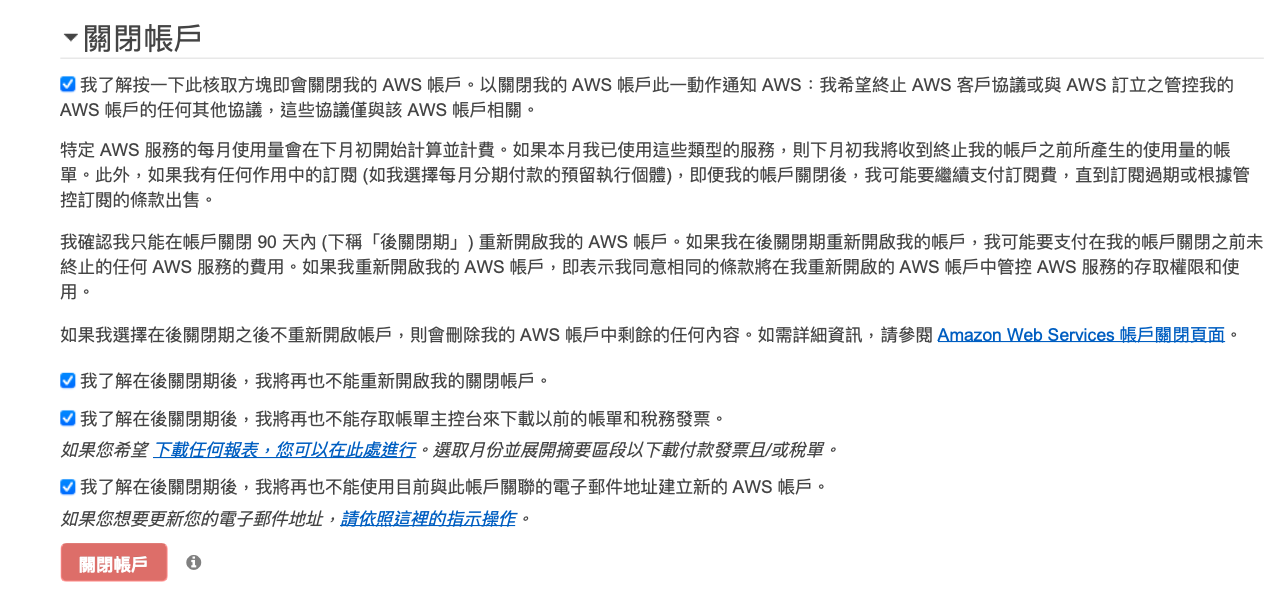 關閉帳戶
我了解按一下此核取方塊即會關閉我的 AWS 帳戶。以關閉我的 AWS 帳戶此一動作通知 AWS：我希望終止 AWS 客戶協議或與 AWS 訂立之管控我的
AWS 帳戶的任何其他協議，這些協議僅與該 AWS 帳戶相關。
特定 AWS 服務的每月使用量會在下月初開始計算並計費。如果本月我已使用這些類型的服務，則下月初我將收到終止我的帳戶之前所產生的使用量的帳
單。此外，如果我有任何作用中的訂閱 (如我選擇每月分期付款的預留執行個體)，即便我的帳戶關閉後，我可能要繼續支付訂閱費，直到訂閱過期或根據管
控訂閱的條款出售。
我確認我只能在帳戶關閉 90 天內 (下稱「後關閉期」) 重新開啟我的 AWS 帳戶。如果我在後關閉期重新開啟我的帳戶，我可能要支付在我的帳戶關閉之前未
終止的任何 AWS 服務的費用。如果我重新開啟我的 AWS 帳戶，即表示我同意相同的條款將在我重新開啟的 AWS 帳戶中管控 AWS 服務的存取權限和使
用。
如果我選擇在後關閉期之後不重新開啟帳戶，則會刪除我的 AWS 帳戶中剩餘的任何內容。如需詳細資訊，請參閱 Amazon Web Services 帳戶關閉頁面。
我了解在後關閉期後，我將再也不能重新開啟我的關閉帳戶。
我了解在後關閉期後，我將再也不能存取帳單主控台來下載以前的帳單和稅務發票。
如果您希望 下載任何報表，您可以在此處進行。選取月份並展開摘要區段以下載付款發票且/或稅單。
我了解在後關閉期後，我將再也不能使用目前與此帳戶關聯的電子郵件地址建立新的 AWS 帳戶。
如果您想要更新您的電子郵件地址，請依照這裡的指示操作。
關閉帳戶